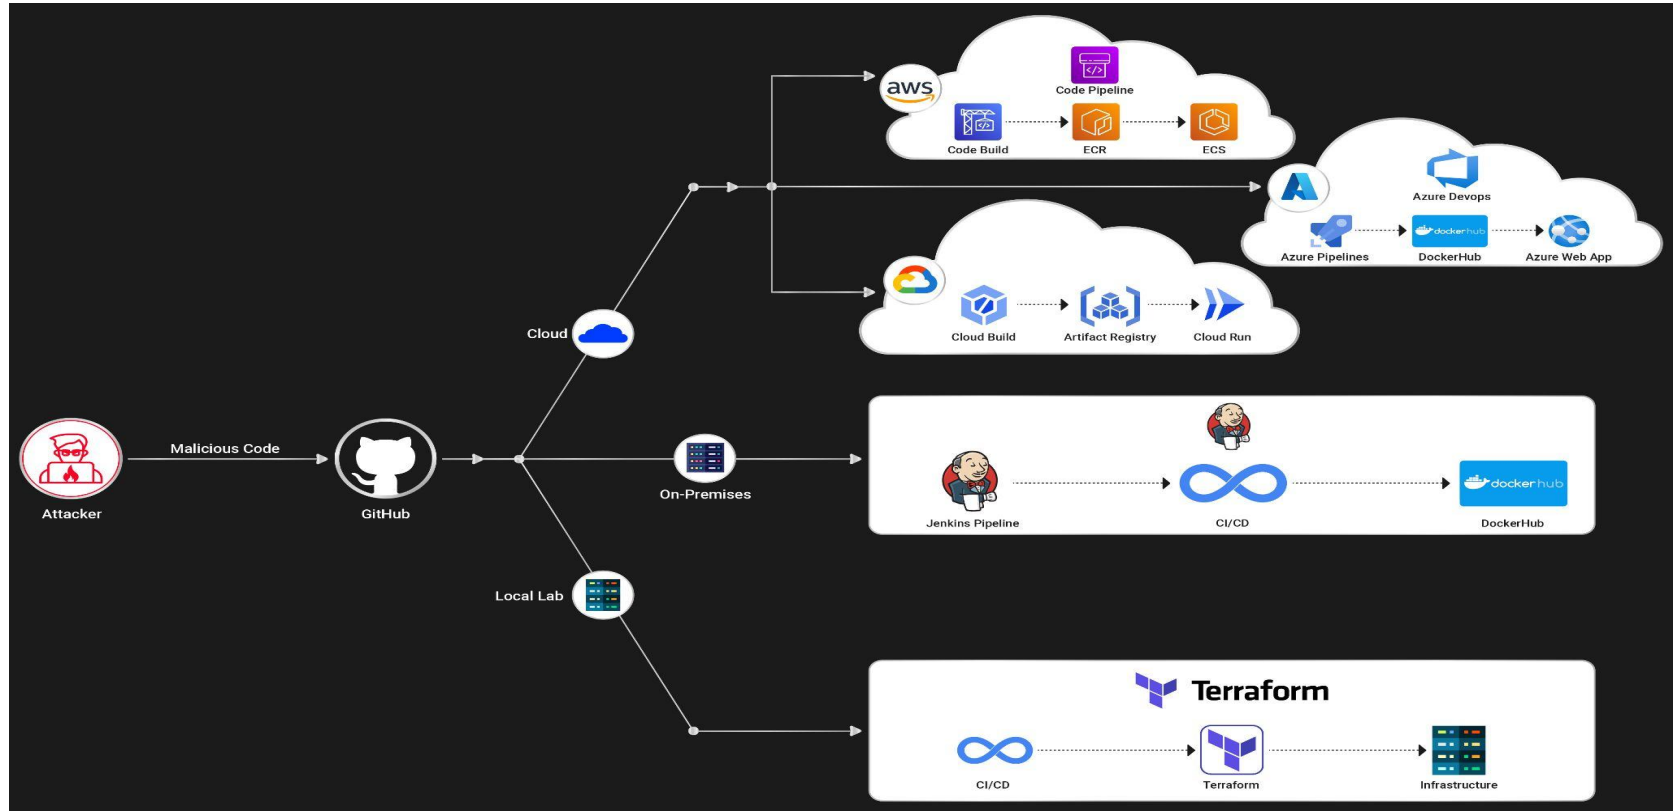 aws
Code Pipeline
Code Build
ECR
ECS
Azure Devops
dockerhub
Azure Pipelines
DockerHub
Azure Web App
Cloud Build
Artifact Registry
Cloud Run
Cloud
Malicious Code
Attacker
GitHub
On-Premises
Jenkins Pipeline
CI/CD
dockerhub
DockerHub
Local Lab
Terraform
CI/CD
Terraform
Infrastructure